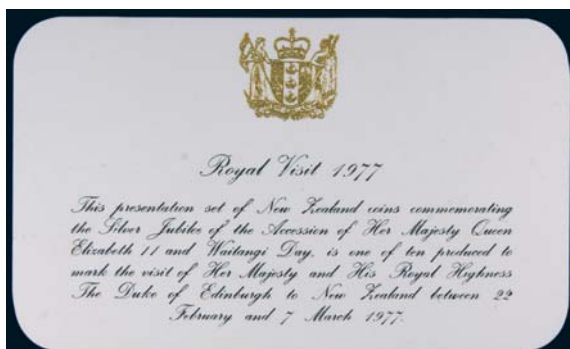 Royal Visit 1977
This presentation set of New Zealand coins commemorating
the Silver Jubilee of the Accession of Her Majesty Queen
Elizabeth 11 and Waitangi Day, is one of ten produced to
mark the visit of Her Majesty and His Royal Highness
The Duke of Edinburgh to New Zealand between 22
February and 7 March 1977.